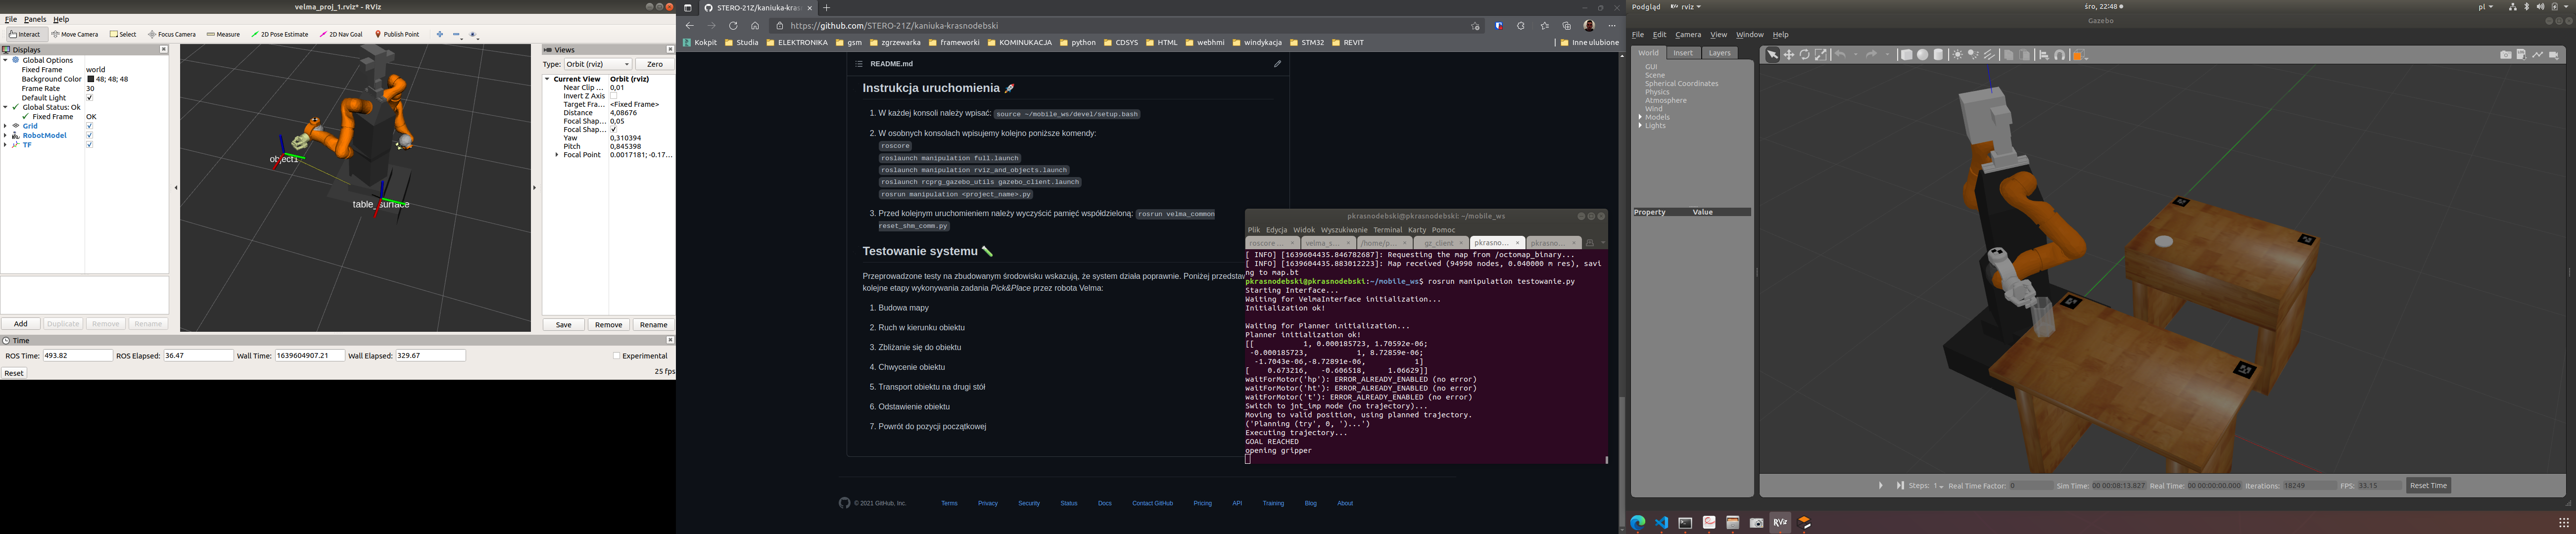 velma_proj_1.rviz* - RViz
File Panels Help
Interact Move Camera Select Focus Camera Measure 2D Pose Estimate 2D Nav Goal Publish Point
Displays
Global Options
Fixed Frame world
Background Color 48; 48; 48
Frame Rate 30
Default Light
Global Status: Ok
Fixed Frame OK
Grid
RobotModel
TF
Add Duplicate Remove Rename
object1
table_surface
Views
Type: Orbit (rviz) Zero
Current View Orbit (rviz)
Near Clip ... 0,01
Invert Z Axis
Target Fra... <Fixed Frame>
Distance 4,08676
Focal Shap... 0,05
Focal Shap...
Yaw 0,310394
Pitch 0,845398
Focal Point 0.0017181; -0.17...
Save Remove Rename
Time
ROS Time: 493.82 ROS Elapsed: 36.47 Wall Time: 1639604907.21 Wall Elapsed: 329.67 Experimental
Reset 25 fps
STERO-21Z/kaniuka-kras
https://github.com/STERO-21Z/kaniuka-krasnodebski
Kokpit Studia ELEKTRONIKA gsm zgrzewarka frameworki KOMINUKACJA python CDSYS HTML webhmi windykacja STM32 REVIT Inne ulubione
README.md
Instrukcja uruchomienia 🚀
1. W każdej konsoli należy wpisać: source ~/mobile_ws/devel/setup.bash
2. W osobnych konsolach wpisujemy kolejno poniższe komendy:
roscore
roslaunch manipulation full.launch
roslaunch manipulation rviz_and_objects.launch
roslaunch rcprg_gazebo_utils gazebo_client.launch
rosrun manipulation <project_name>.py
3. Przed kolejnym uruchomieniem należy wyczyścić pamięć współdzieloną: rosrun velma_common
reset_shm_comm.py
Testowanie systemu
Przeprowadzone testy na zbudowanym środowisku wskazują, że system działa poprawnie. Poniżej przedstaw
kolejne etapy wykonywania zadania Pick&Place przez robota Velma:
1. Budowa mapy
2. Ruch w kierunku obiektu
3. Zbliżanie się do obiektu
4. Chwycenie obiektu
5. Transport obiektu na drugi stół
6. Odstawienie obiektu
7. Powrót do pozycji początkowej
© 2021 GitHub, Inc. Terms Privacy Security Status Docs Contact GitHub Pricing API Training Blog About
pkrasnodebski@pkrasnodebski: ~/mobile_ws
Plik Edycja Widok Wyszukiwanie Terminal Karty Pomoc
roscore ... velma_s... /home/p... gz_client pkrasno... pkrasno...
[ INFO] [1639604435.846782687]: Requesting the map from /octomap_binary...
[ INFO] [1639604435.883012223]: Map received (94990 nodes, 0.040000 m res), savi
ng to map.bt
pkrasnodebski@pkrasnodebski:~/mobile_ws$ rosrun manipulation testowanie.py
Starting Interface...
Waiting for VelmaInterface initialization...
Initialization ok!
Waiting for Planner initialization...
Planner initialization ok!
[[ 1, 0.000185723, 1.70592e-06;
-0.000185723, 1, 8.72859e-06;
-1.7043e-06,-8.72891e-06, 1]
[ 0.673216, -0.606518, 1.06629]]
waitForMotor('hp'): ERROR_ALREADY_ENABLED (no error)
waitForMotor('ht'): ERROR_ALREADY_ENABLED (no error)
waitForMotor('t'): ERROR_ALREADY_ENABLED (no error)
Switch to jnt_imp mode (no trajectory)...
Moving to valid position, using planned trajectory.
('Planning (try', 0, ')...')
Executing trajectory...
GOAL REACHED
opening gripper
Podgląd rviz śro, 22:48 pl
Gazebo
File Edit Camera View Window Help
World Insert Layers
GUI
Scene
Spherical Coordinates
Physics
Atmosphere
Wind
Models
Lights
Property Value
Steps: 1 Real Time Factor: 0 Sim Time: 00 00:08:13.827 Real Time: 00 00:00:00.000 Iterations: 18249 FPS: 33.15 Reset Time
RViz